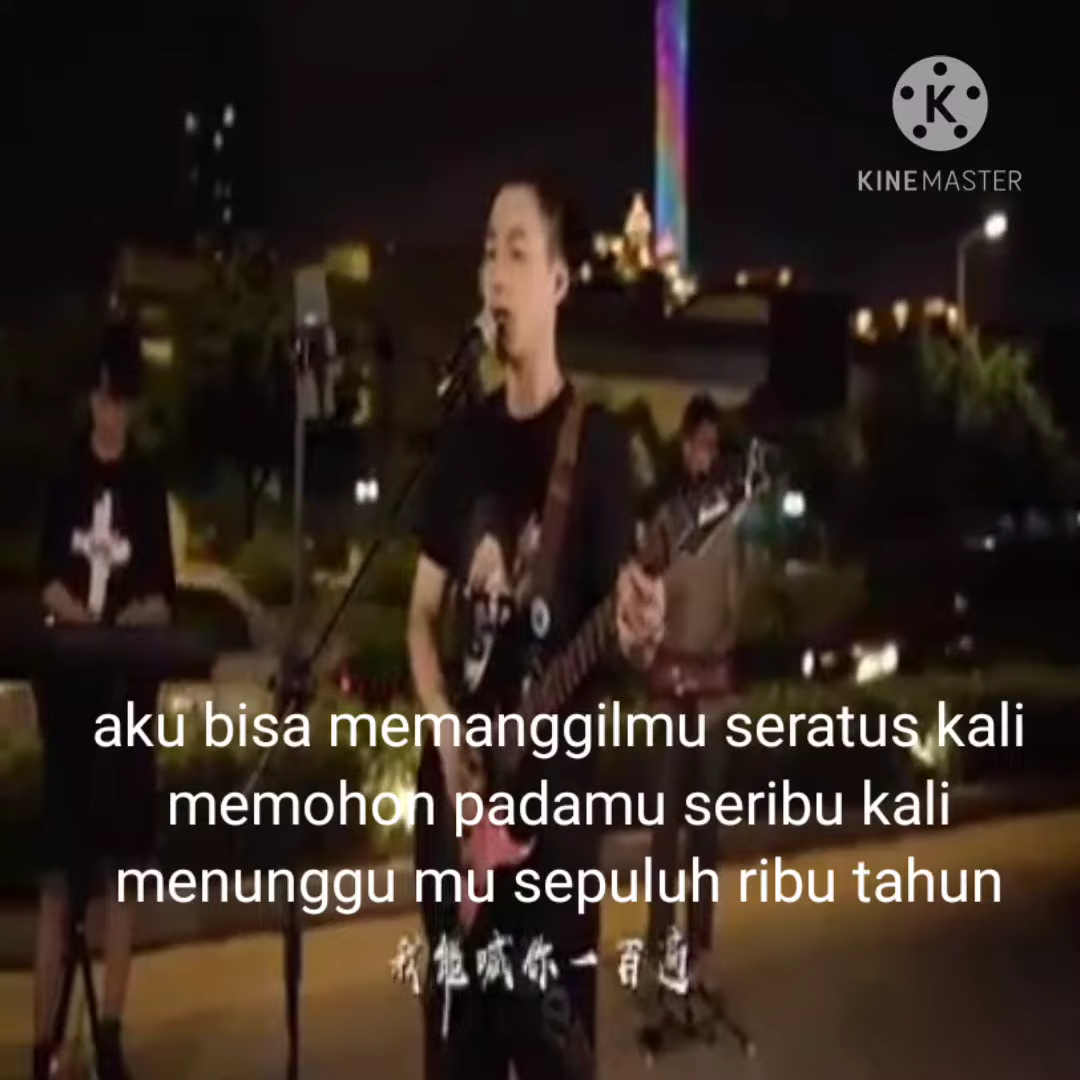 K
KINEMASTER
aku bisa memanggilmu seratus kali
memohon padamu seribu kali
menunggu mu sepuluh ribu tahun
我能喊你一百遍